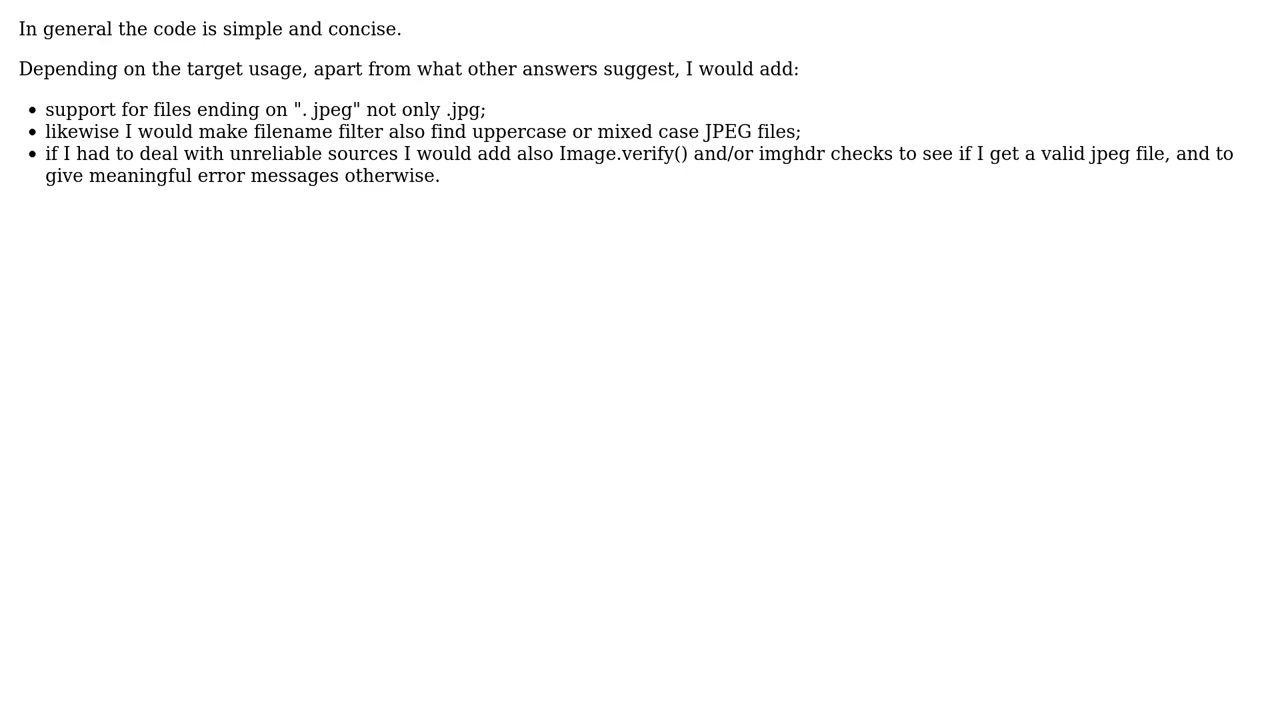 In general the code is simple and concise.
Depending on the target usage, apart from what other answers suggest, I would add:
• support for files ending on ". jpeg" not only .jpg;
• likewise I would make filename filter also find uppercase or mixed case JPEG files;
• if I had to deal with unreliable sources I would add also Image.verify() and/or imghdr checks to see if I get a valid jpeg file, and to
give meaningful error messages otherwise.